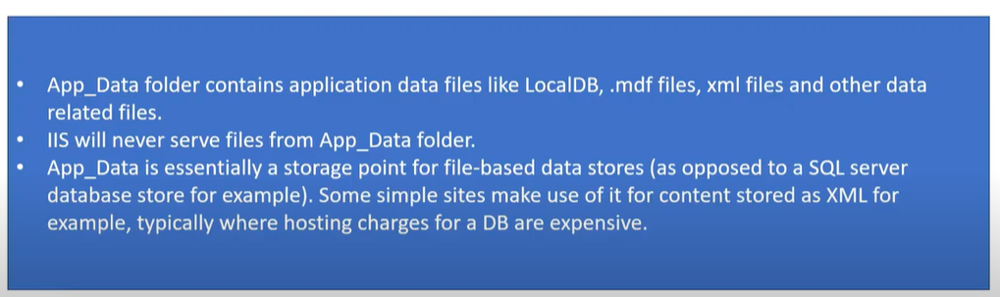 • App_Data folder contains application data files like LocalDB, .mdf files, xml files and other data
related files.
• IIS will never serve files from App_Data folder.
• App_Data is essentially a storage point for file-based data stores (as opposed to a SQL server
database store for example). Some simple sites make use of it for content stored as XML for
example, typically where hosting charges for a DB are expensive.